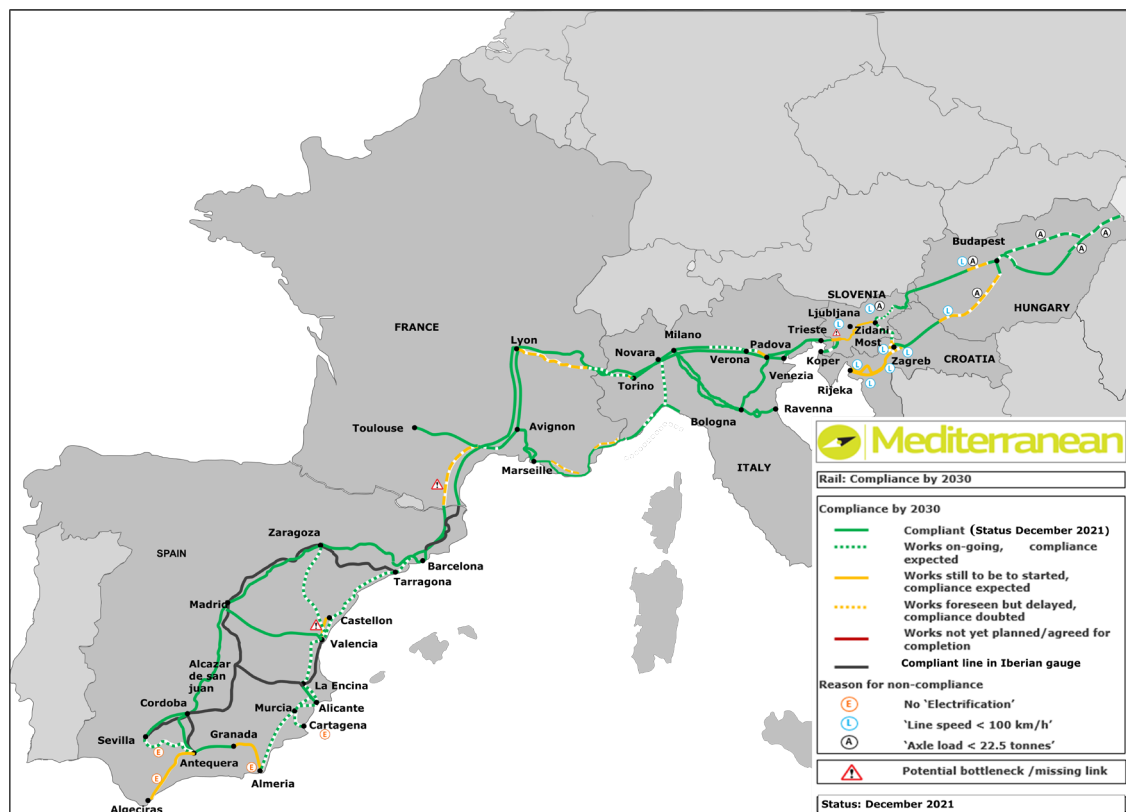 Budapest
SLOVENIA
HUNGARY
Ljubljana
FRANCE
Milano
Trieste
Zidani
Most
Lyon
Novara
Padova
Verona
Koper
Zagreb
CROATIA
Venezia
Torino
Rijeka
Ravenna
Toulouse
Avignon
Bologna
Marseille
ITALY
Zaragoza
SPAIN
Barcelona
Tarragona
Madrid
Castellon
Valencia
Alcazar
de san
juan
La Encina
Cordoba
Murcia
Alicante
Cartagena
Sevilla
Granada
Antequera
Almeria
Algeciras
L
A
A
A
A
L
A
L
A
L
L
L
L
L
L
E
E
E
E
Mediterranean
Rail: Compliance by 2030
Compliance by 2030
Compliant (Status December 2021)
Works on-going, compliance
expected
Works still to be to started,
compliance expected
Works foreseen but delayed,
compliance doubted
Works not yet planned/agreed for
completion
Compliant line in Iberian gauge
Reason for non-compliance
E No 'Electrification'
L 'Line speed < 100 km/h'
A 'Axle load < 22.5 tonnes'
Potential bottleneck /missing link
Status: December 2021